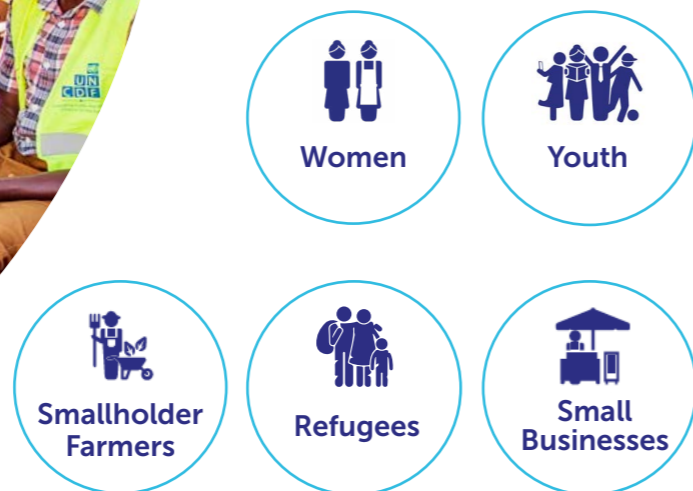 UN
CDF
Women
Youth
Smallholder
Farmers
Refugees
Small
Businesses